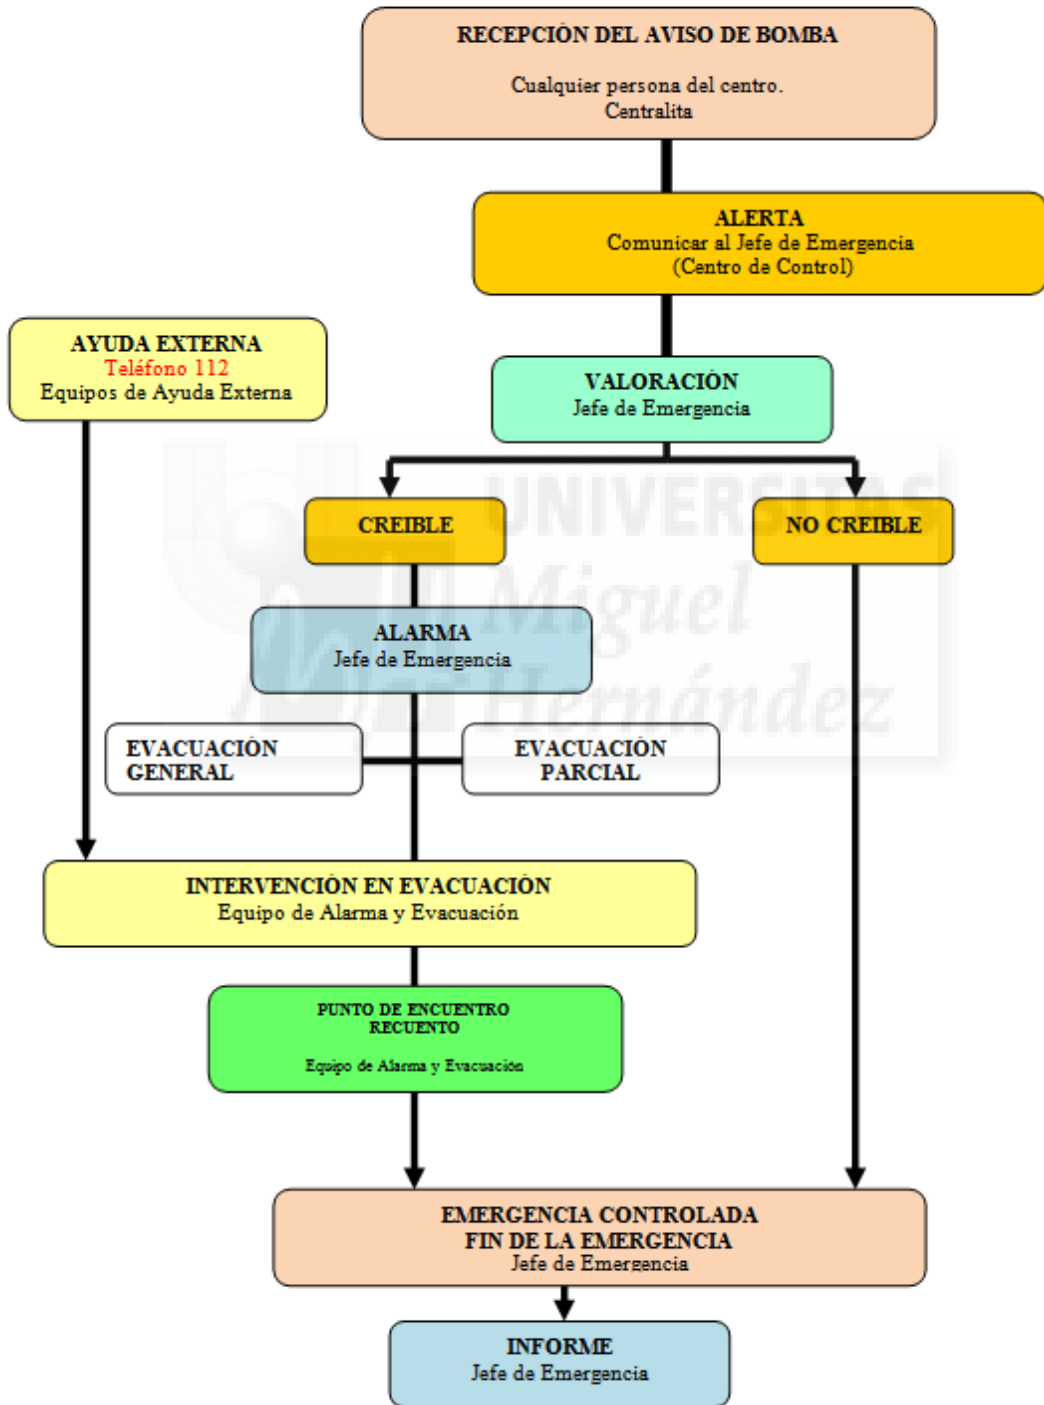 RECEPCIÓN DEL AVISO DE BOMBA
Cualquier persona del centro.
Centralita
ALERTA
Comunicar al Jefe de Emergencia
(Centro de Control)
AYUDA EXTERNA
Teléfono 112
Equipos de Ayuda Externa
VALORACIÓN
Jefe de Emergencia
UNIVERSITAS
Miguel
Hernández
CREIBLE
NO CREIBLE
ALARMA
Jefe de Emergencia
EVACUACIÓN
GENERAL
EVACUACIÓN
PARCIAL
INTERVENCIÓN EN EVACUACIÓN
Equipo de Alarma y Evacuación
PUNTO DE ENCUENTRO
RECUENTO
Equipo de Alarma y Evacuación
EMERGENCIA CONTROLADA
FIN DE LA EMERGENCIA
Jefe de Emergencia
INFORME
Jefe de Emergencia